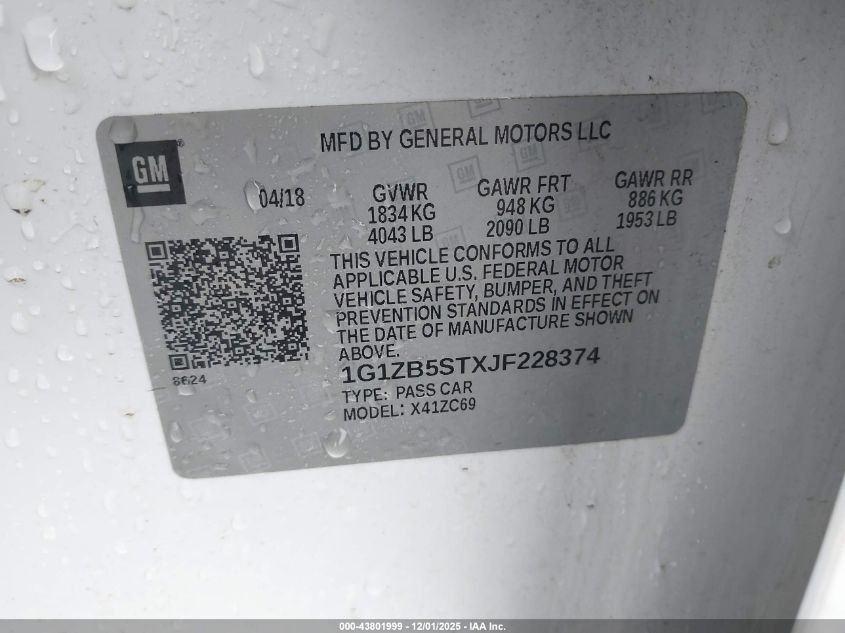 MFD BY GENERAL MOTORS LLC
GM
04/18
GVWR
1834 KG
4043 LB
GAWR FRT
948 KG
2090 LB
GAWR RR
886 KG
1953 LB
THIS VEHICLE CONFORMS TO ALL
APPLICABLE U.S. FEDERAL MOTOR
VEHICLE SAFETY, BUMPER, AND THEFT
PREVENTION STANDARDS IN EFFECT ON
THE DATE OF MANUFACTURE SHOWN
ABOVE.
8624
1G1ZB5STXJF228374
TYPE: PASS CAR
MODEL: X41ZC69
000-43801999 - 12/01/2025 - IAA Inc.